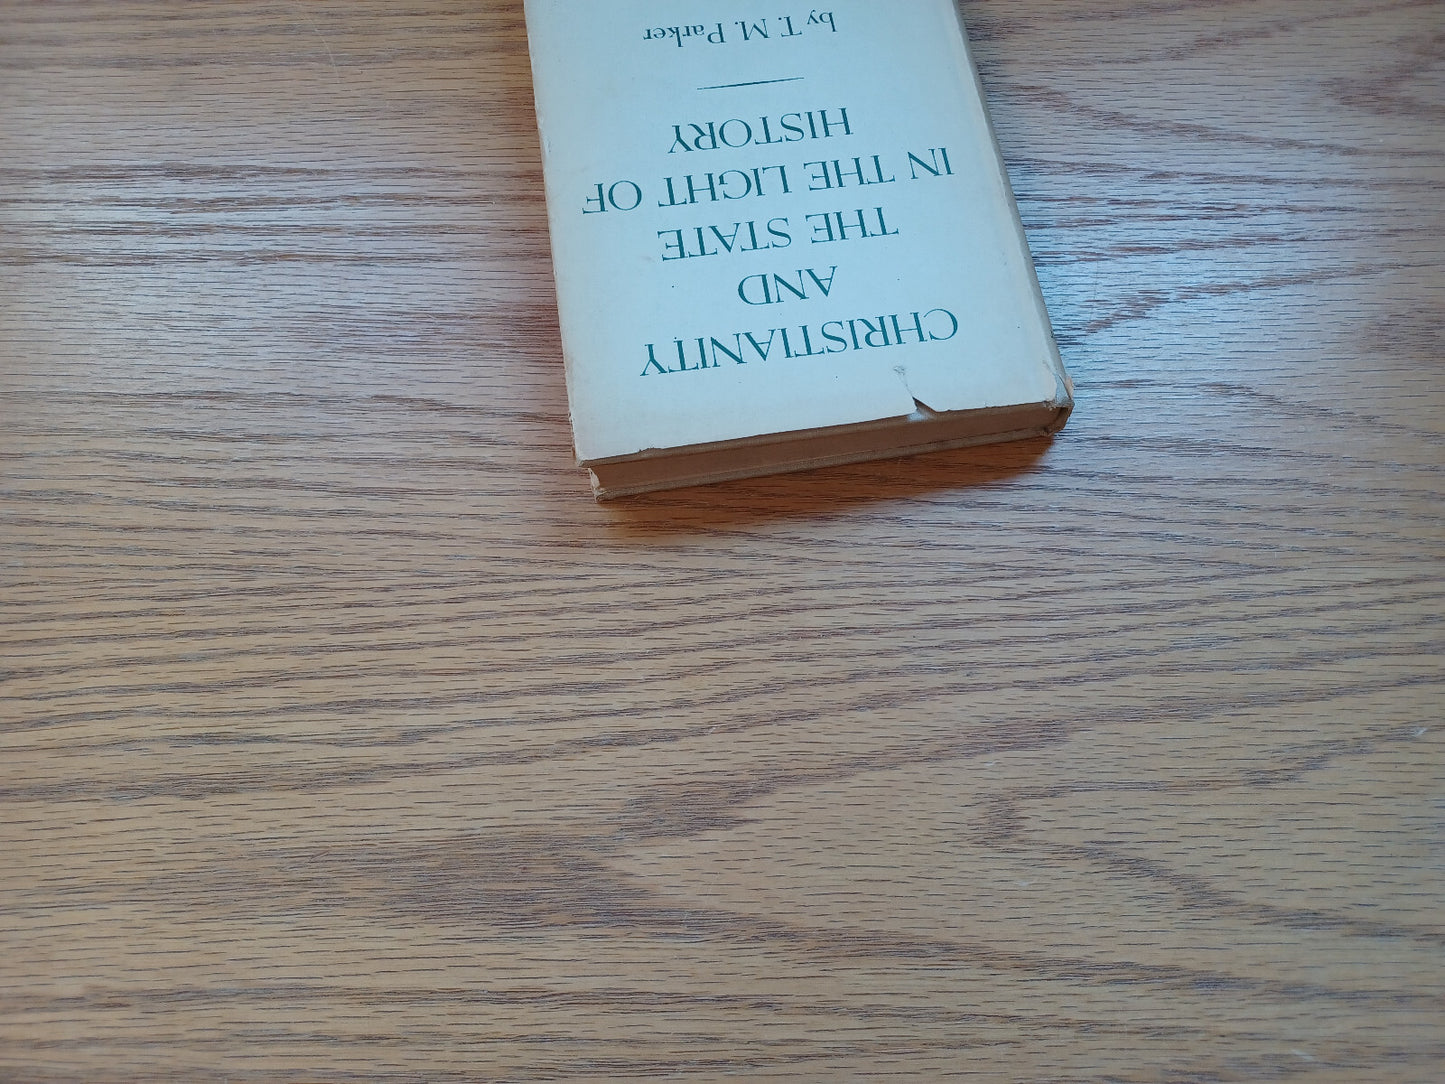 CHRISTIANITY
AND
THE STATE
IN THE LIGHT OF
HISTORY
by T. M. Parker